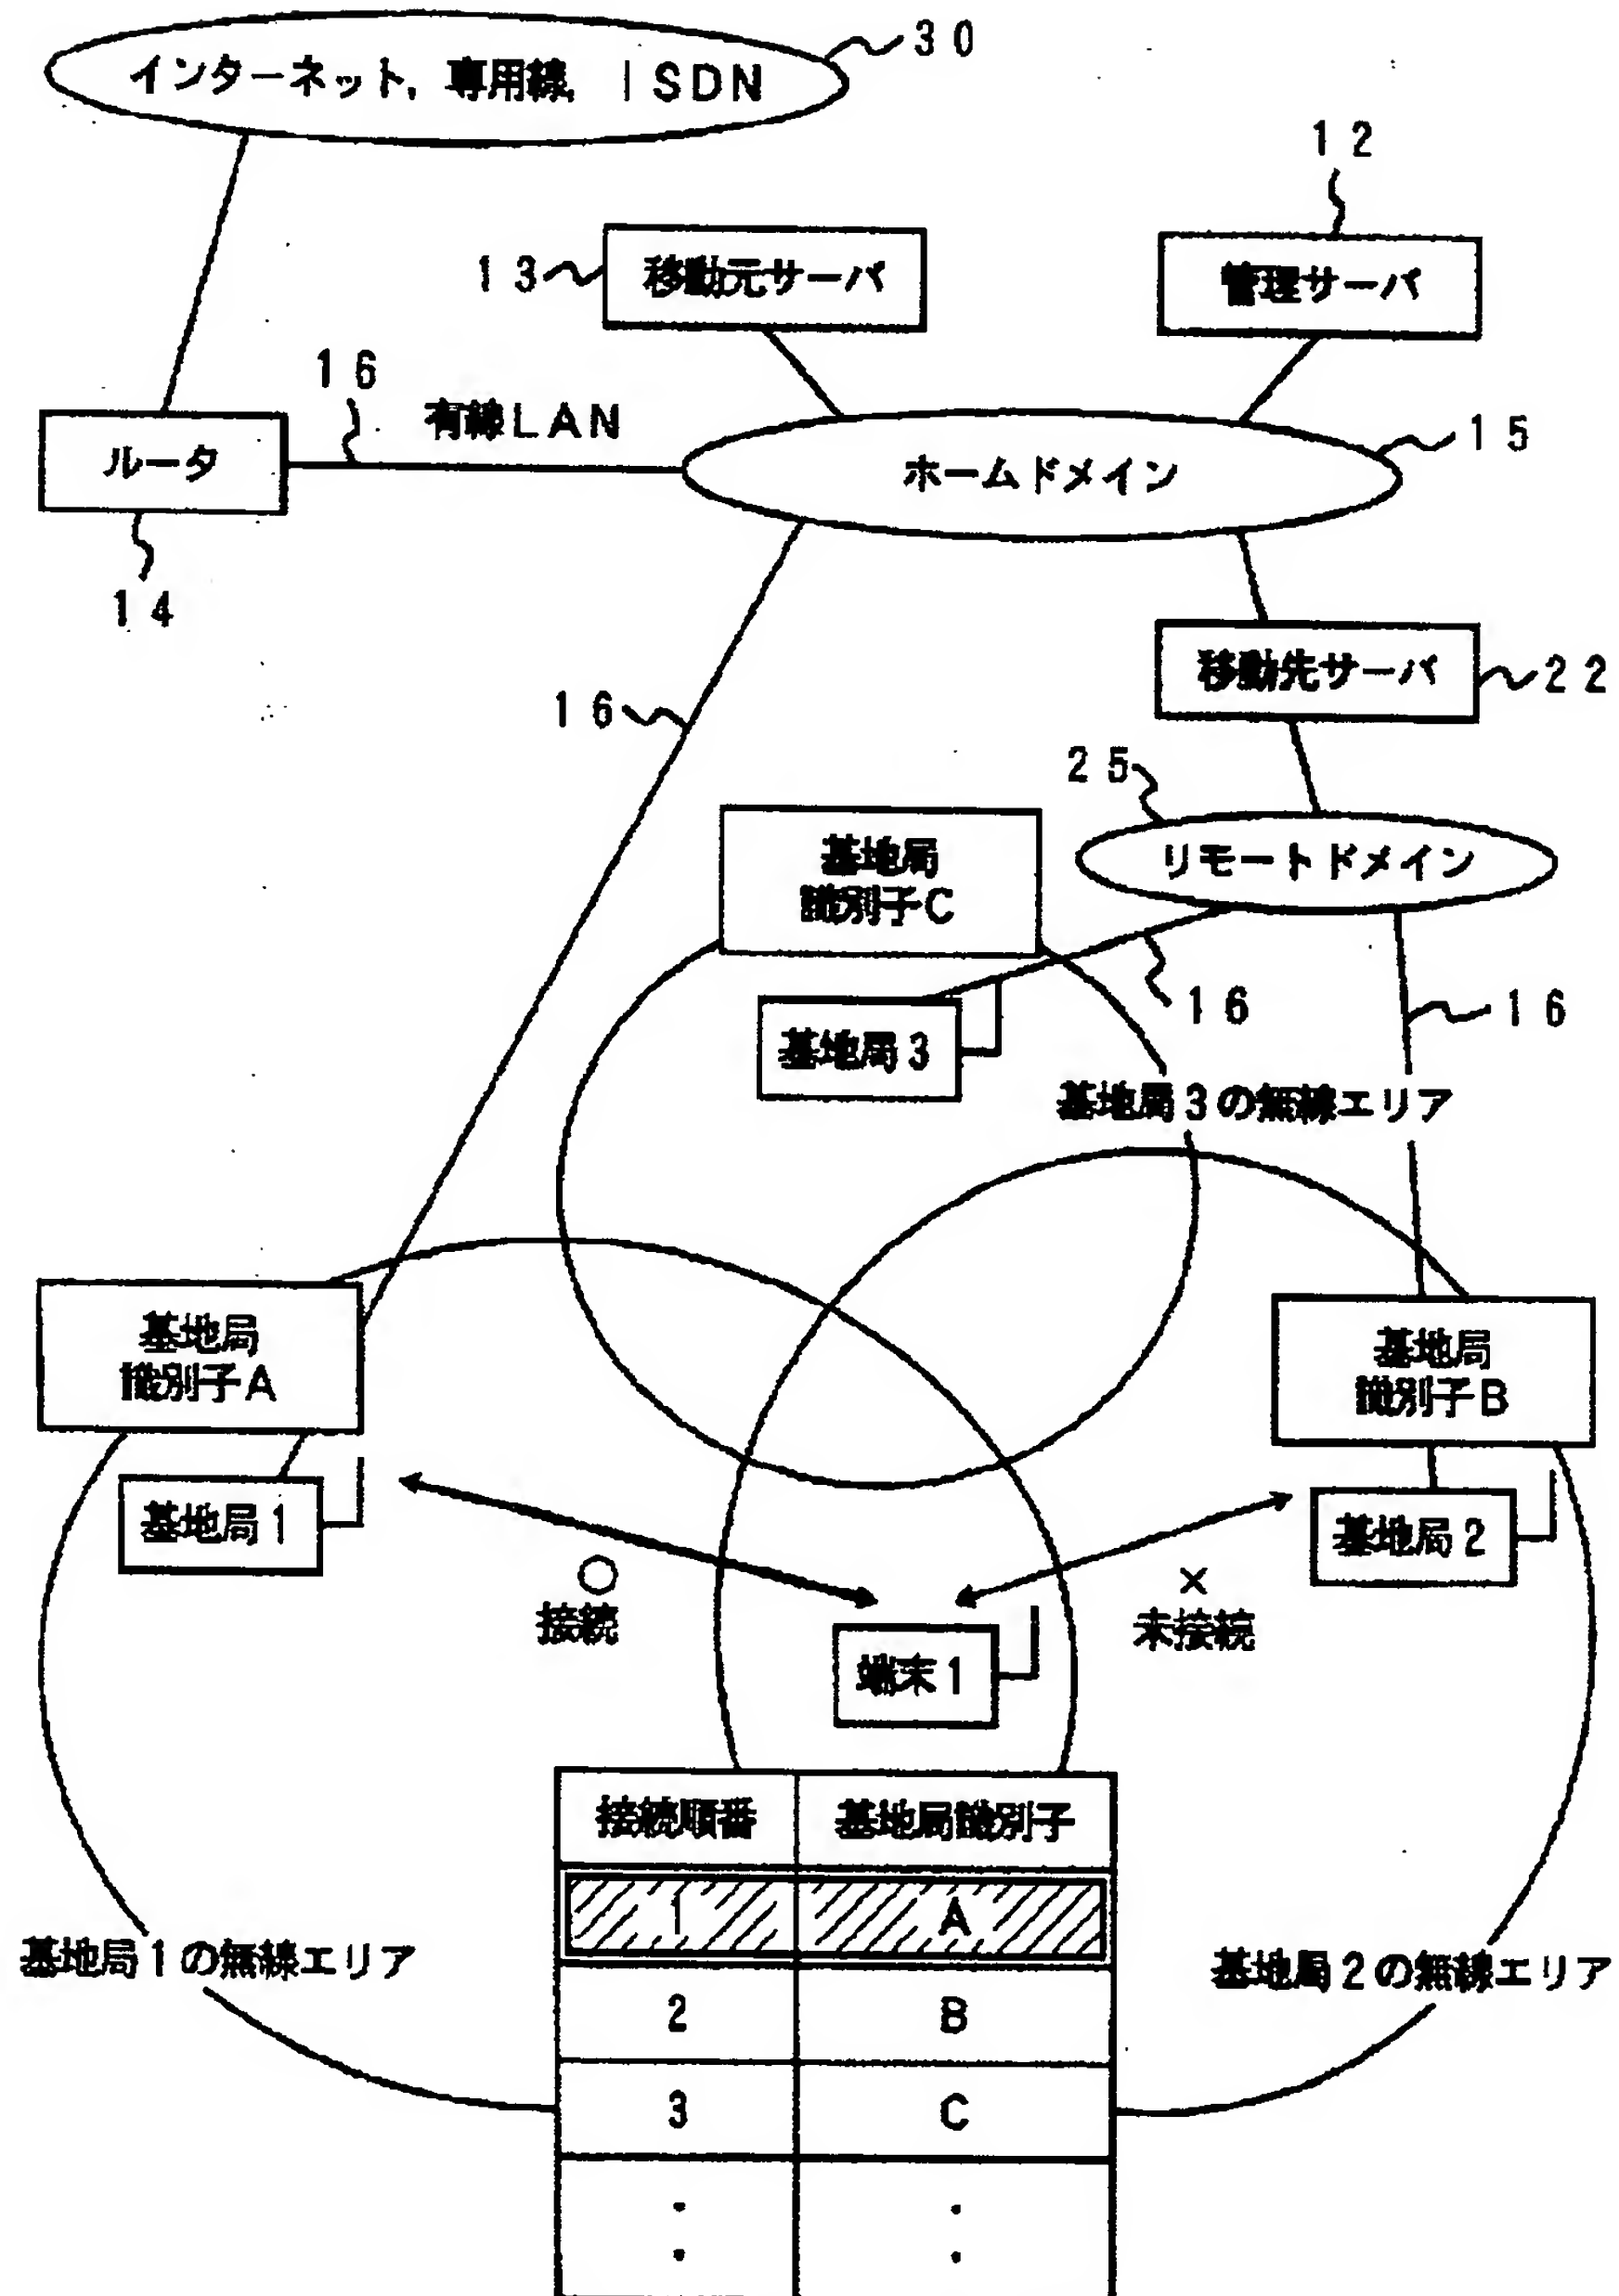 インターネット，専用線，ISDN
30
12
13
移動元サーバ
管理サーバ
16
有線LAN
15
ルータ
ホームドメイン
14
移動先サーバ
22
16
25
基地局
識別子C
リモートドメイン
16
16
基地局3
基地局3の無線エリア
基地局
識別子A
基地局
識別子B
基地局1
基地局2
○
接続
×
未接続
端末1
接続順番 基地局識別子
1 A
基地局1の無線エリア
基地局2の無線エリア
2 B
3 C